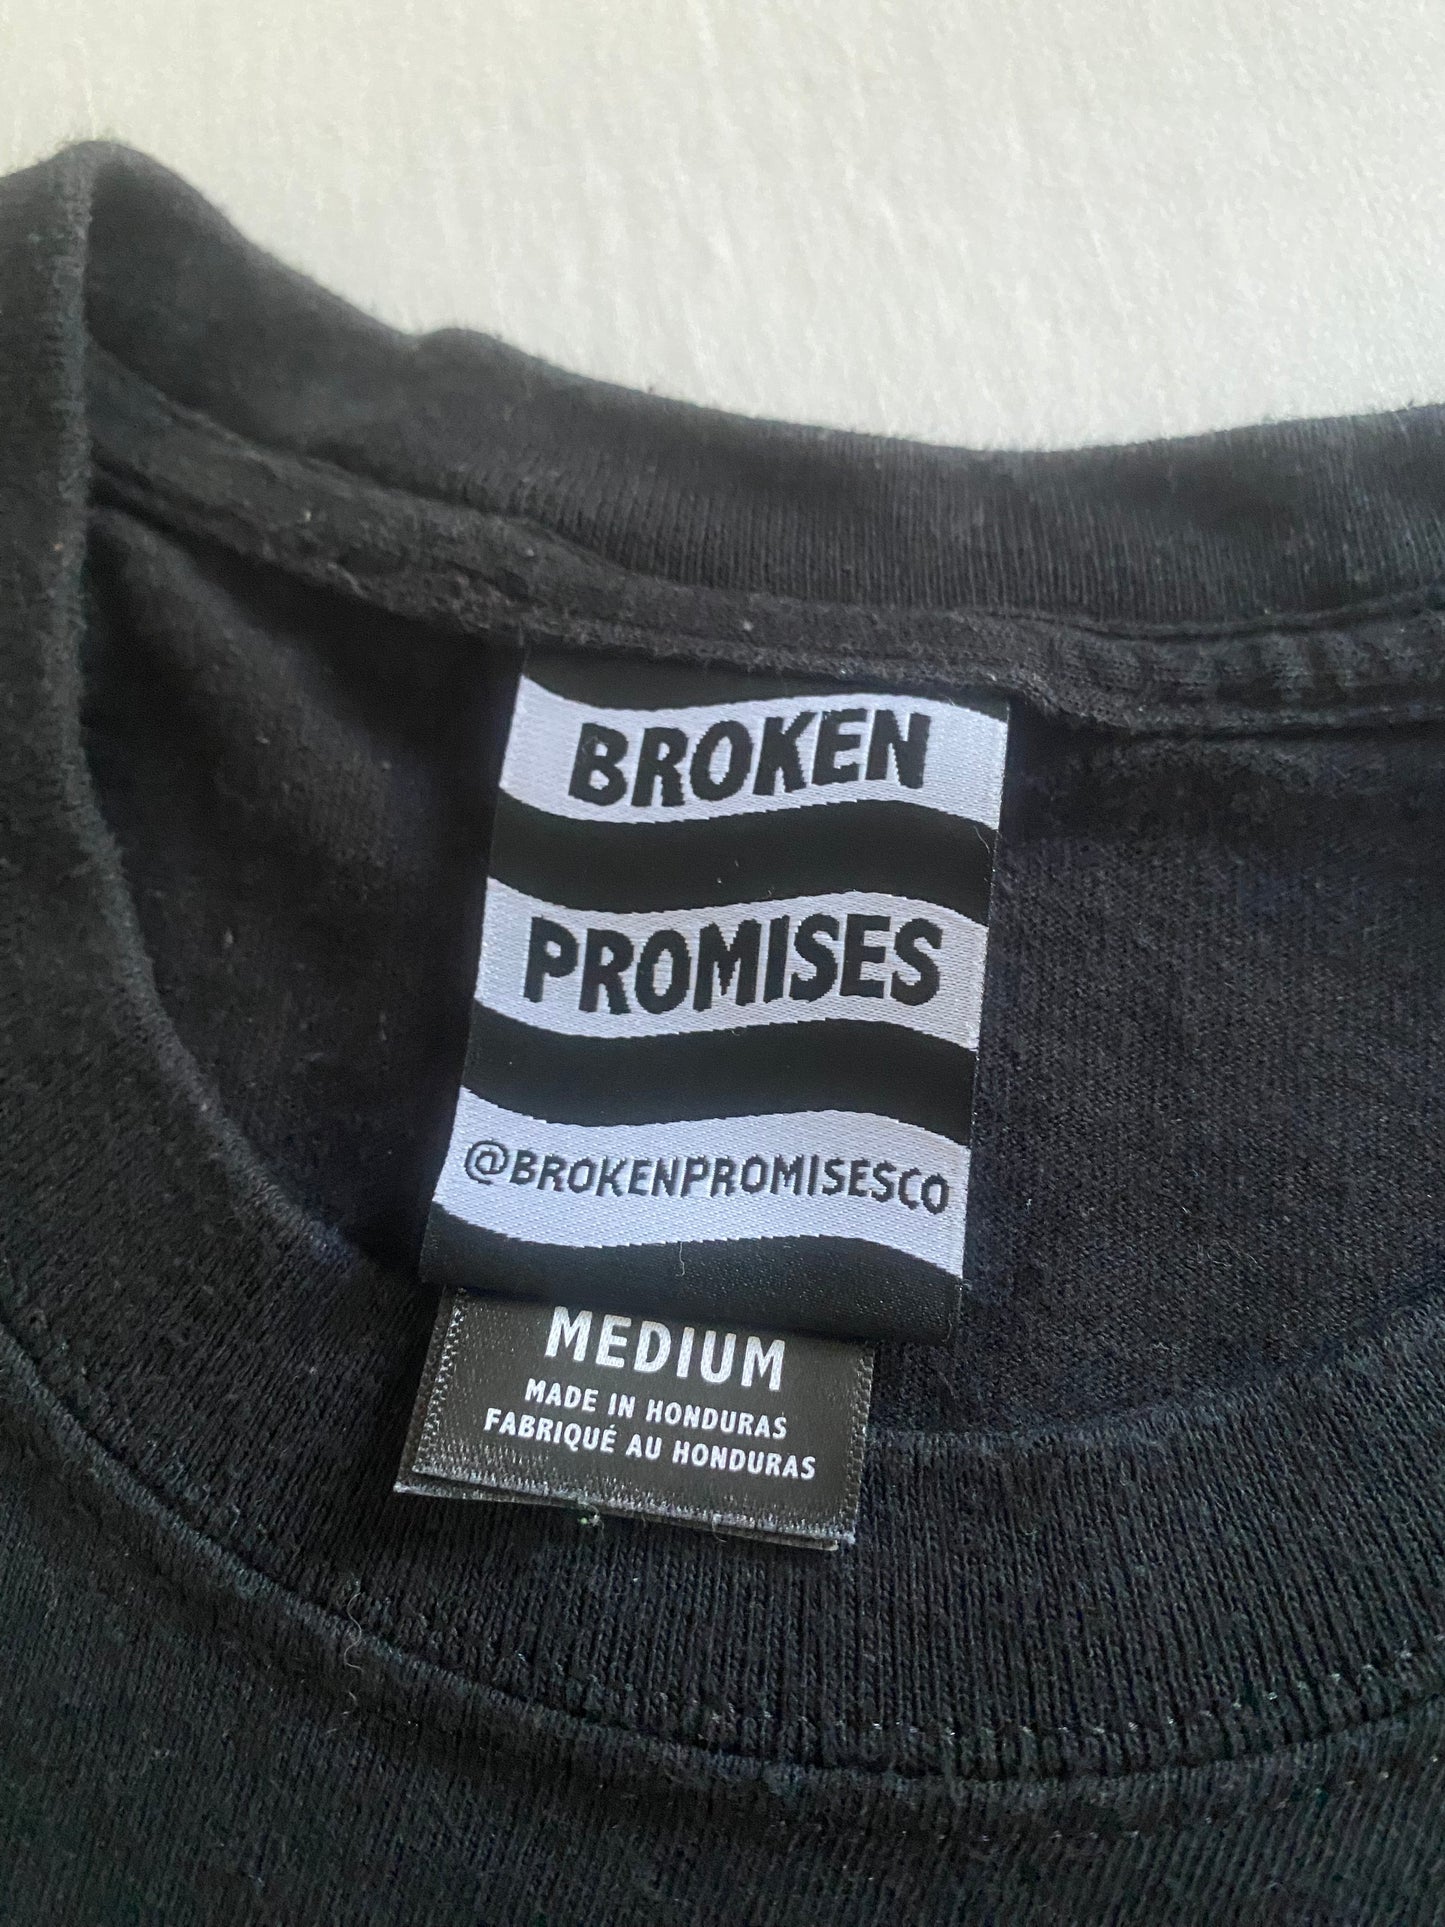 BROKEN
PROMISES
@BROKENPROMISESCO
MEDIUM
MADE IN HONDURAS
FABRIQUÉ AU HONDURAS